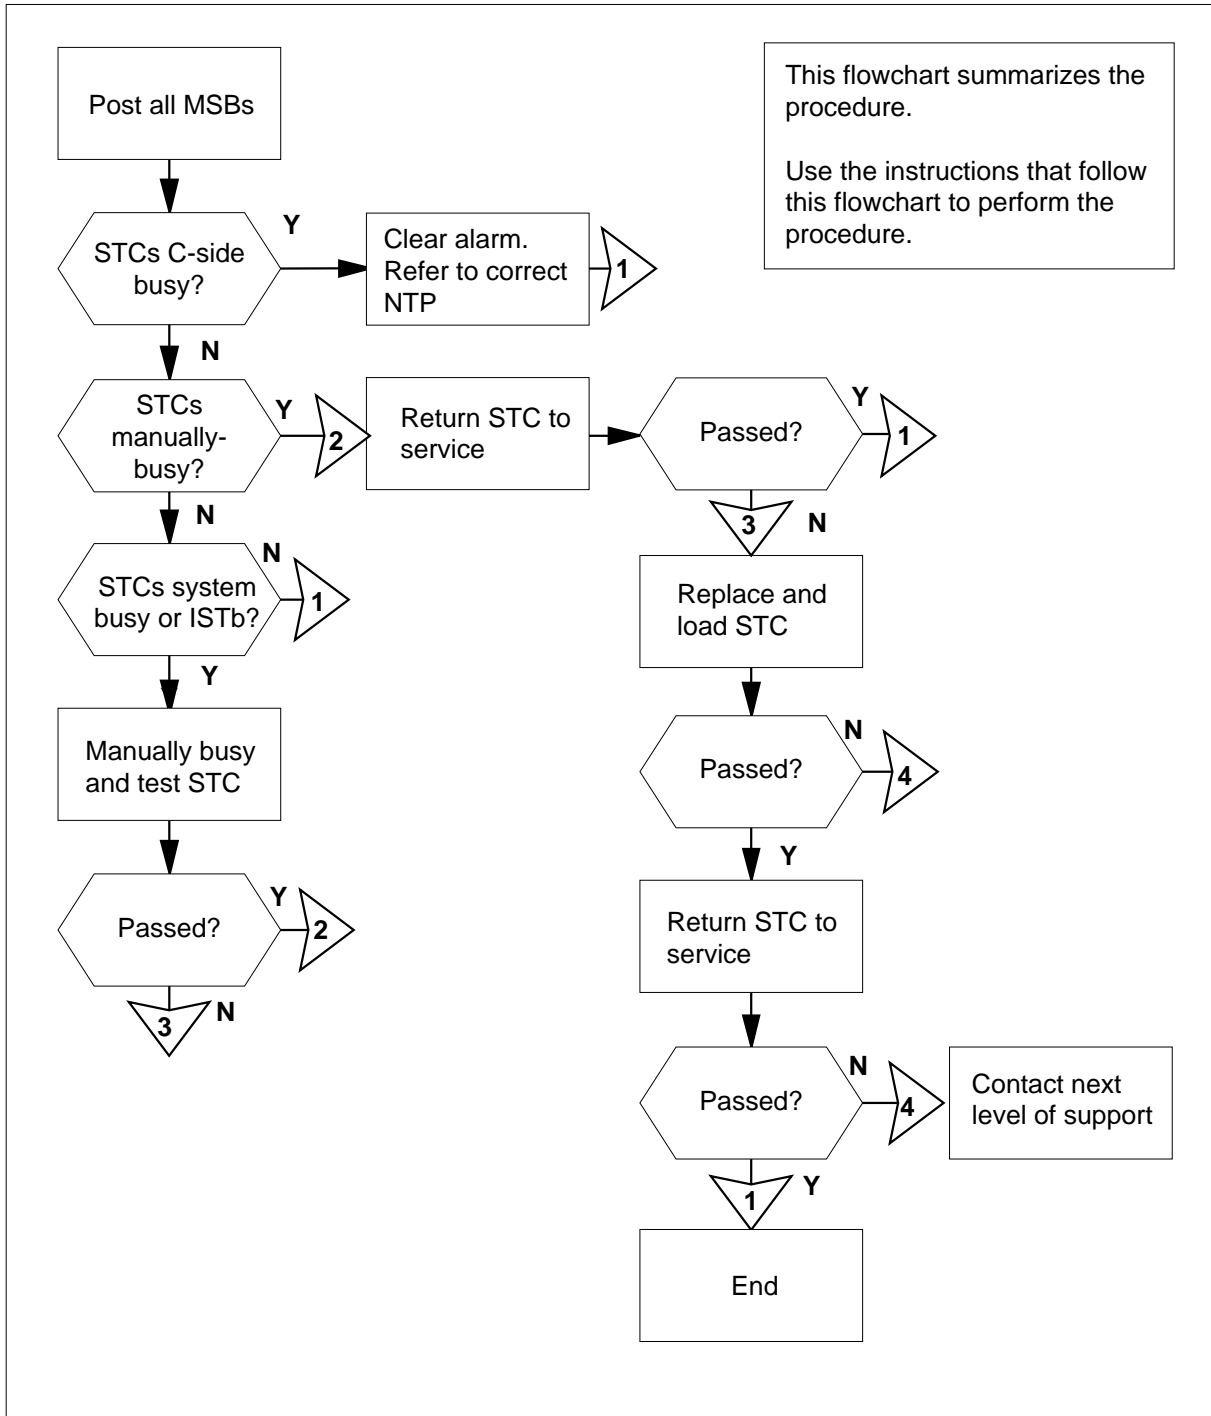 Post all MSBs
This flowchart summarizes the
procedure.
Use the instructions that follow
this flowchart to perform the
procedure.
STCs C-side
busy?
Y
Clear alarm.
Refer to correct
NTP
1
N
STCs
manually-
busy?
Y
2
Return STC to
service
Passed?
Y
1
N
3
N
STCs system
busy or ISTb?
N
1
Y
Replace and
load STC
Manually busy
and test STC
Passed?
N
4
Y
Passed?
Y
2
N
3
Return STC to
service
Passed?
N
4
Contact next
level of support
Y
1
End